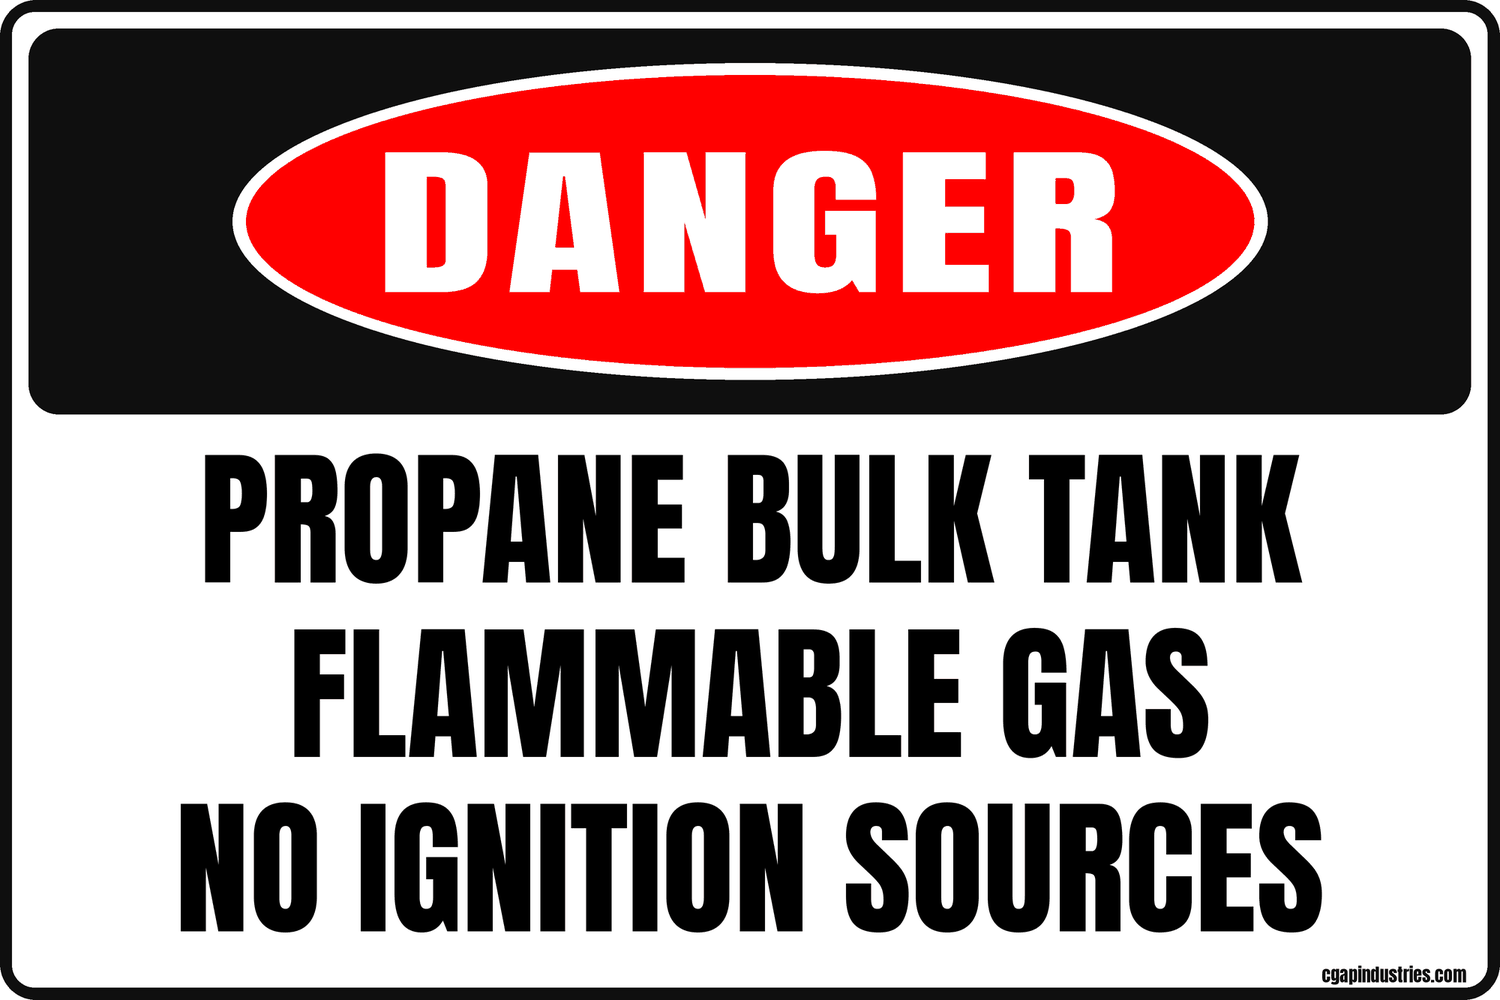 DANGER
PROPANE BULK TANK
FLAMMABLE GAS
NO IGNITION SOURCES
cgapindustries.com